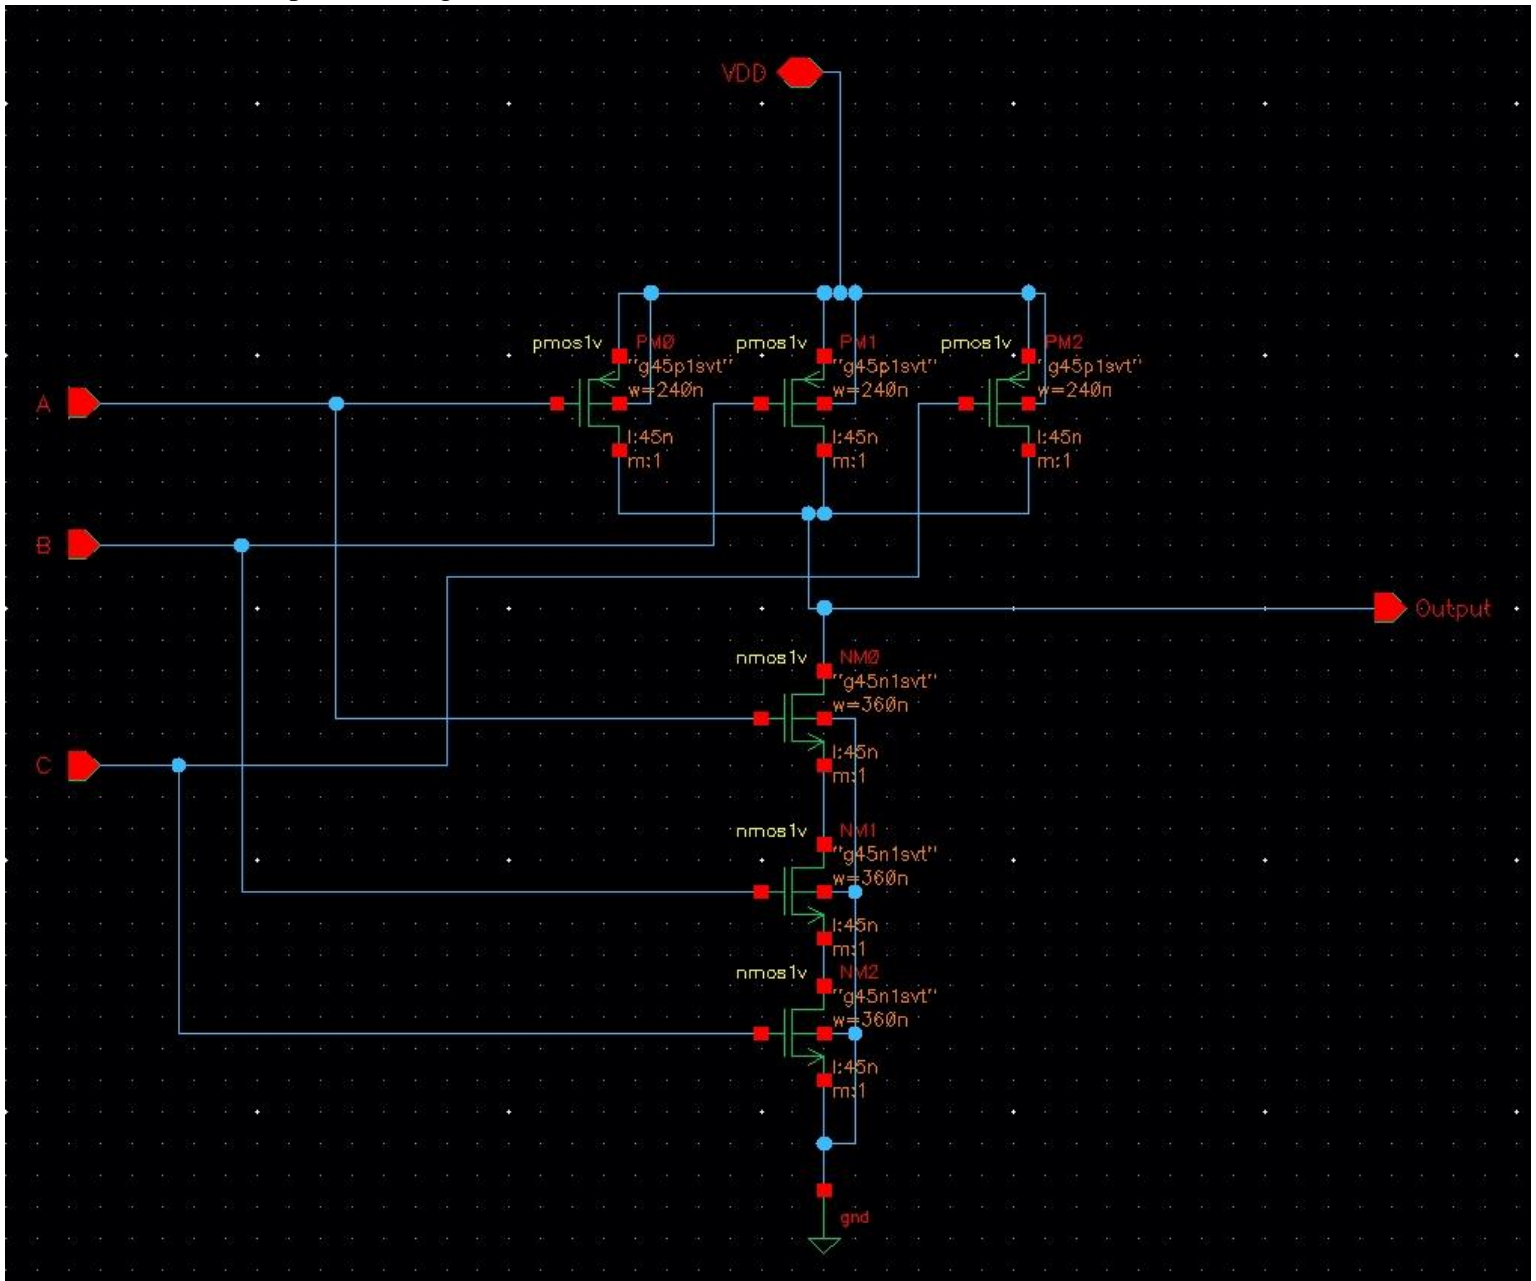 VDD
pmos1v PM0
"g45p1svt"
w=240n
l:45n
m:1
pmos1v PM1
"g45p1svt"
w=240n
l:45n
m:1
pmos1v PM2
"g45p1svt"
w=240n
l:45n
m:1
A
B
Output
nmos1v NM0
"g45n1svt"
w=360n
l:45n
m:1
C
nmos1v NM1
"g45n1svt"
w=360n
l:45n
m:1
nmos1v NM2
"g45n1svt"
w=360n
l:45n
m:1
gnd